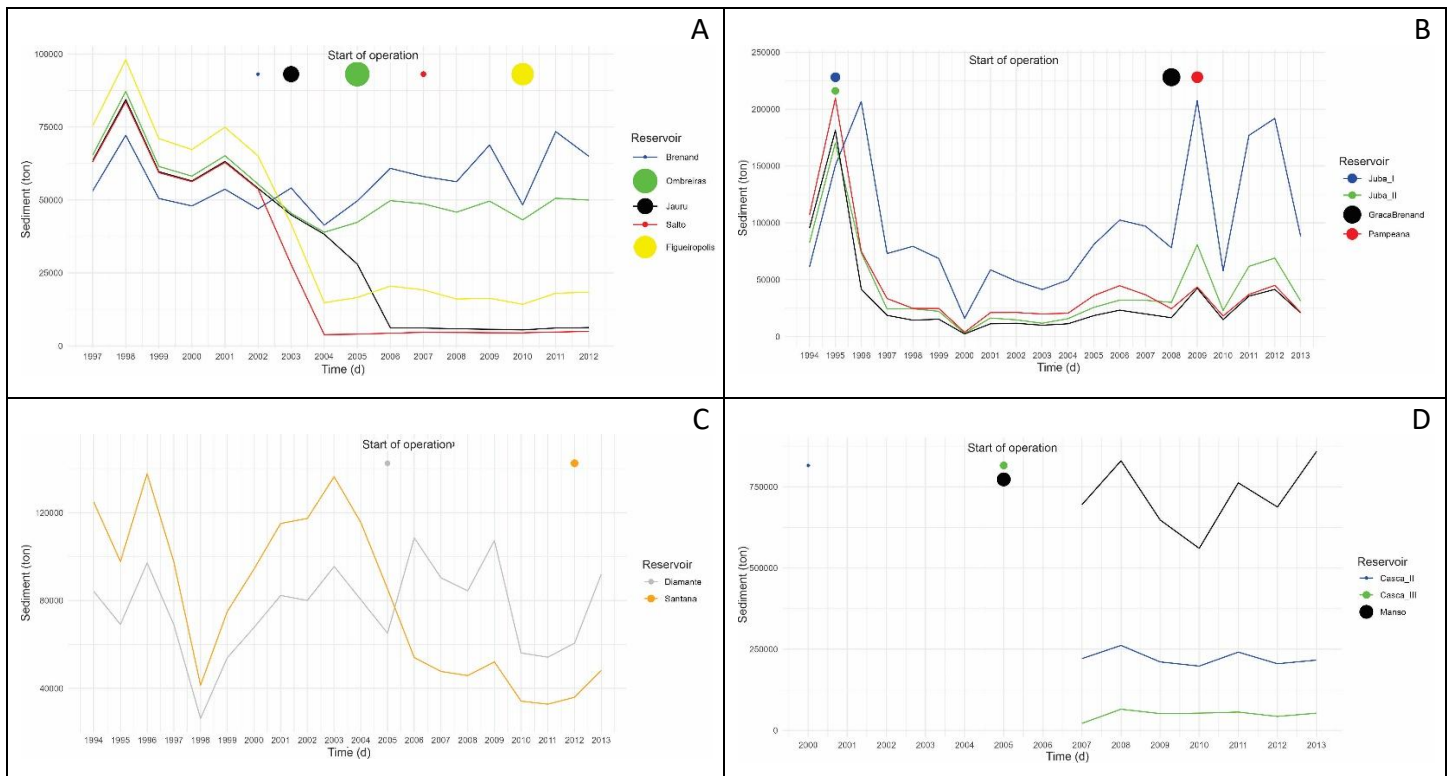 A
Start of operation
100000
75000
50000
25000
0
Sediment (ton)
1997 1998 1999 2000 2001 2002 2003 2004 2005 2006 2007 2008 2009 2010 2011 2012
Time (d)
Reservoir
Brenand
Ombreiras
Jauru
Salto
Figueiropolis
B
Start of operation
250000
200000
150000
100000
50000
0
Sediment (ton)
1994 1995 1996 1997 1998 1999 2000 2001 2002 2003 2004 2005 2006 2007 2008 2009 2010 2011 2012 2013
Time (d)
Reservoir
Juba_I
Juba_II
GracaBrenand
Pampeana
C
Start of operation
120000
80000
40000
Sediment (ton)
1994 1995 1996 1997 1998 1999 2000 2001 2002 2003 2004 2005 2006 2007 2008 2009 2010 2011 2012 2013
Time (d)
Reservoir
Diamante
Santana
D
Start of operation
750000
500000
250000
0
Sediment (ton)
2000 2001 2002 2003 2004 2005 2006 2007 2008 2009 2010 2011 2012 2013
Time (d)
Reservoir
Casca_II
Casca_III
Manso